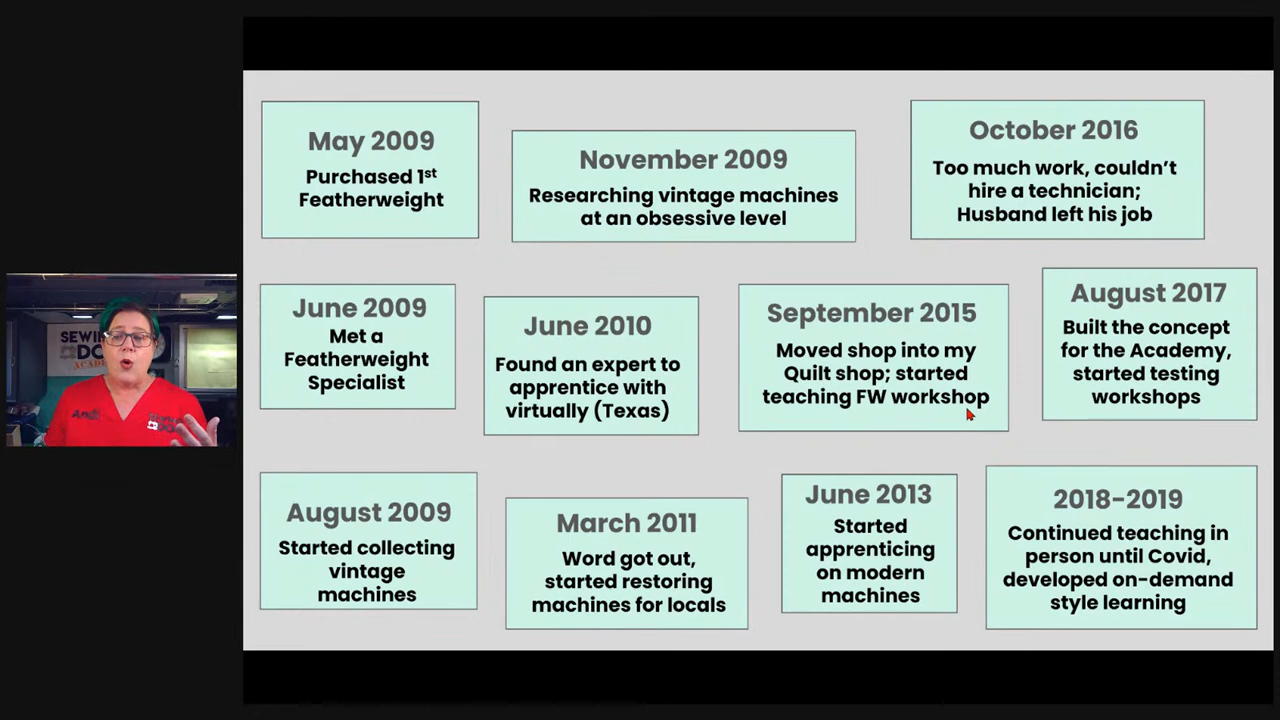 May 2009
Purchased 1st
Featherweight
November 2009
Researching vintage machines
at an obsessive level
October 2016
Too much work, couldn’t
hire a technician;
Husband left his job
June 2009
Met a
Featherweight
Specialist
June 2010
Found an expert to
apprentice with
virtually (Texas)
September 2015
Moved shop into my
Quilt shop; started
teaching FW workshop
August 2017
Built the concept
for the Academy,
started testing
workshops
August 2009
Started collecting
vintage
machines
March 2011
Word got out,
started restoring
machines for locals
June 2013
Started
apprenticing
on modern
machines
2018-2019
Continued teaching in
person until Covid,
developed on-demand
style learning
SEWI
DO
ACAD
Andi